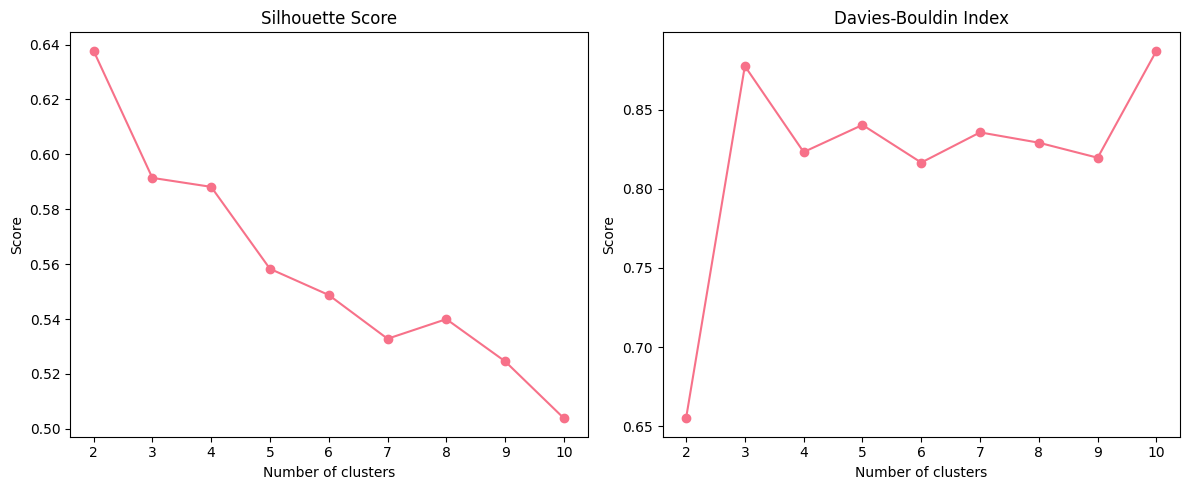 Silhouette Score
0.64
0.62
0.60
0.58
0.56
0.54
0.52
0.50
Score
2 3 4 5 6 7 8 9 10
Number of clusters
Davies-Bouldin Index
0.85
0.80
0.75
0.70
0.65
Score
2 3 4 5 6 7 8 9 10
Number of clusters